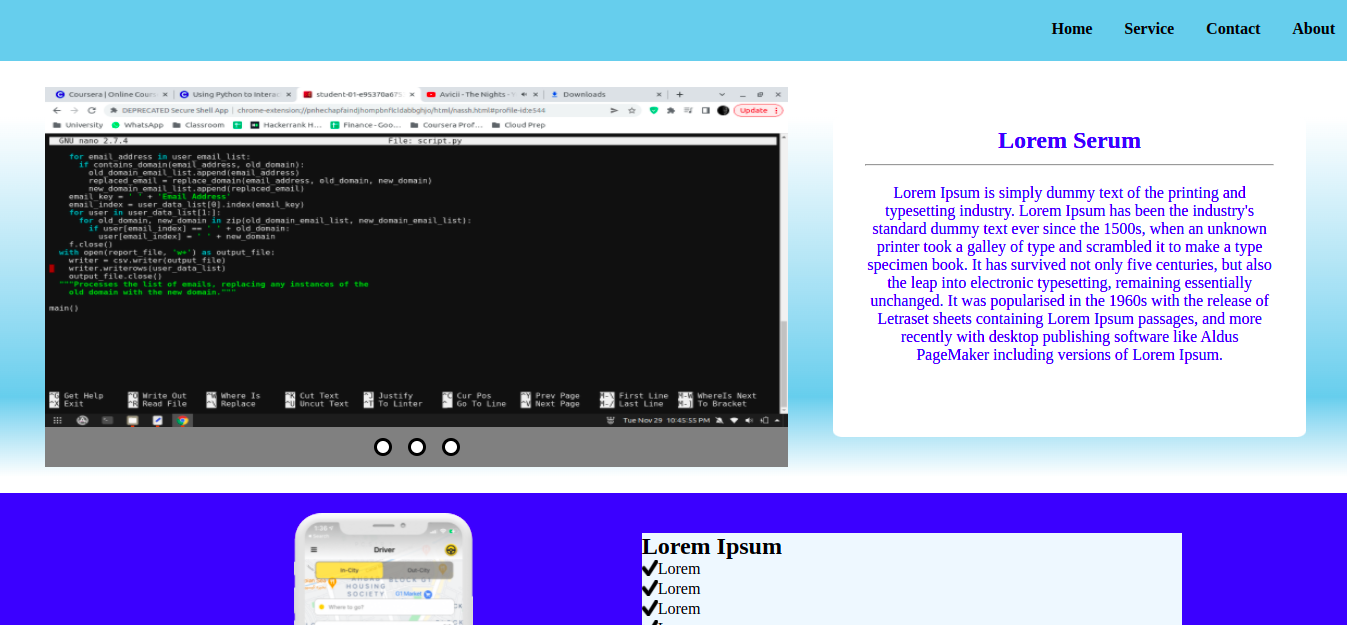 Home Service Contact About
Coursera | Online Cours
Using Python to Interac
student-01-e95370a675
Avicii - The Nights -
Downloads
DEPRECATED Secure Shell App | chrome-extension://pnhechapfaindjhompbnflcldabbghjo/html/nassh.html#profile-id:e544
Update
University WhatsApp Classroom Hackerrank H... Finance - Goo... Coursera Prof... Cloud Prep
GNU nano 2.7.4 File: script.py
for email_address in user_email_list:
if contains_domain(email_address, old_domain):
old_domain_email_list.append(email_address)
replaced_email = replace_domain(email_address, old_domain, new_domain)
new_domain_email_list.append(replaced_email)
email_key = ' ' + 'Email Address'
email_index = user_data_list[0].index(email_key)
for user in user_data_list[1:]:
for old_domain, new_domain in zip(old_domain_email_list, new_domain_email_list):
if user[email_index] == ' ' + old_domain:
user[email_index] = ' ' + new_domain
f.close()
with open(report_file, 'w+') as output_file:
writer = csv.writer(output_file)
writer.writerows(user_data_list)
output_file.close()
"""Processes the list of emails, replacing any instances of the
old domain with the new domain."""
main()
^G Get Help ^O Write Out ^W Where Is ^K Cut Text ^J Justify ^C Cur Pos ^Y Prev Page M-\ First Line M-W WhereIs Next
^X Exit ^R Read File ^\ Replace ^U Uncut Text ^T To Linter ^_ Go To Line ^V Next Page M-/ Last Line M-] To Bracket
Tue Nov 29 10:45:55 PM
Lorem Serum
Lorem Ipsum is simply dummy text of the printing and
typesetting industry. Lorem Ipsum has been the industry's
standard dummy text ever since the 1500s, when an unknown
printer took a galley of type and scrambled it to make a type
specimen book. It has survived not only five centuries, but also
the leap into electronic typesetting, remaining essentially
unchanged. It was popularised in the 1960s with the release of
Letraset sheets containing Lorem Ipsum passages, and more
recently with desktop publishing software like Aldus
PageMaker including versions of Lorem Ipsum.
Driver
In-City Out-City
BLOCK G1
HOUSING
SOCIETY
G1 Market
Where to go?
Lorem Ipsum
Lorem
Lorem
Lorem